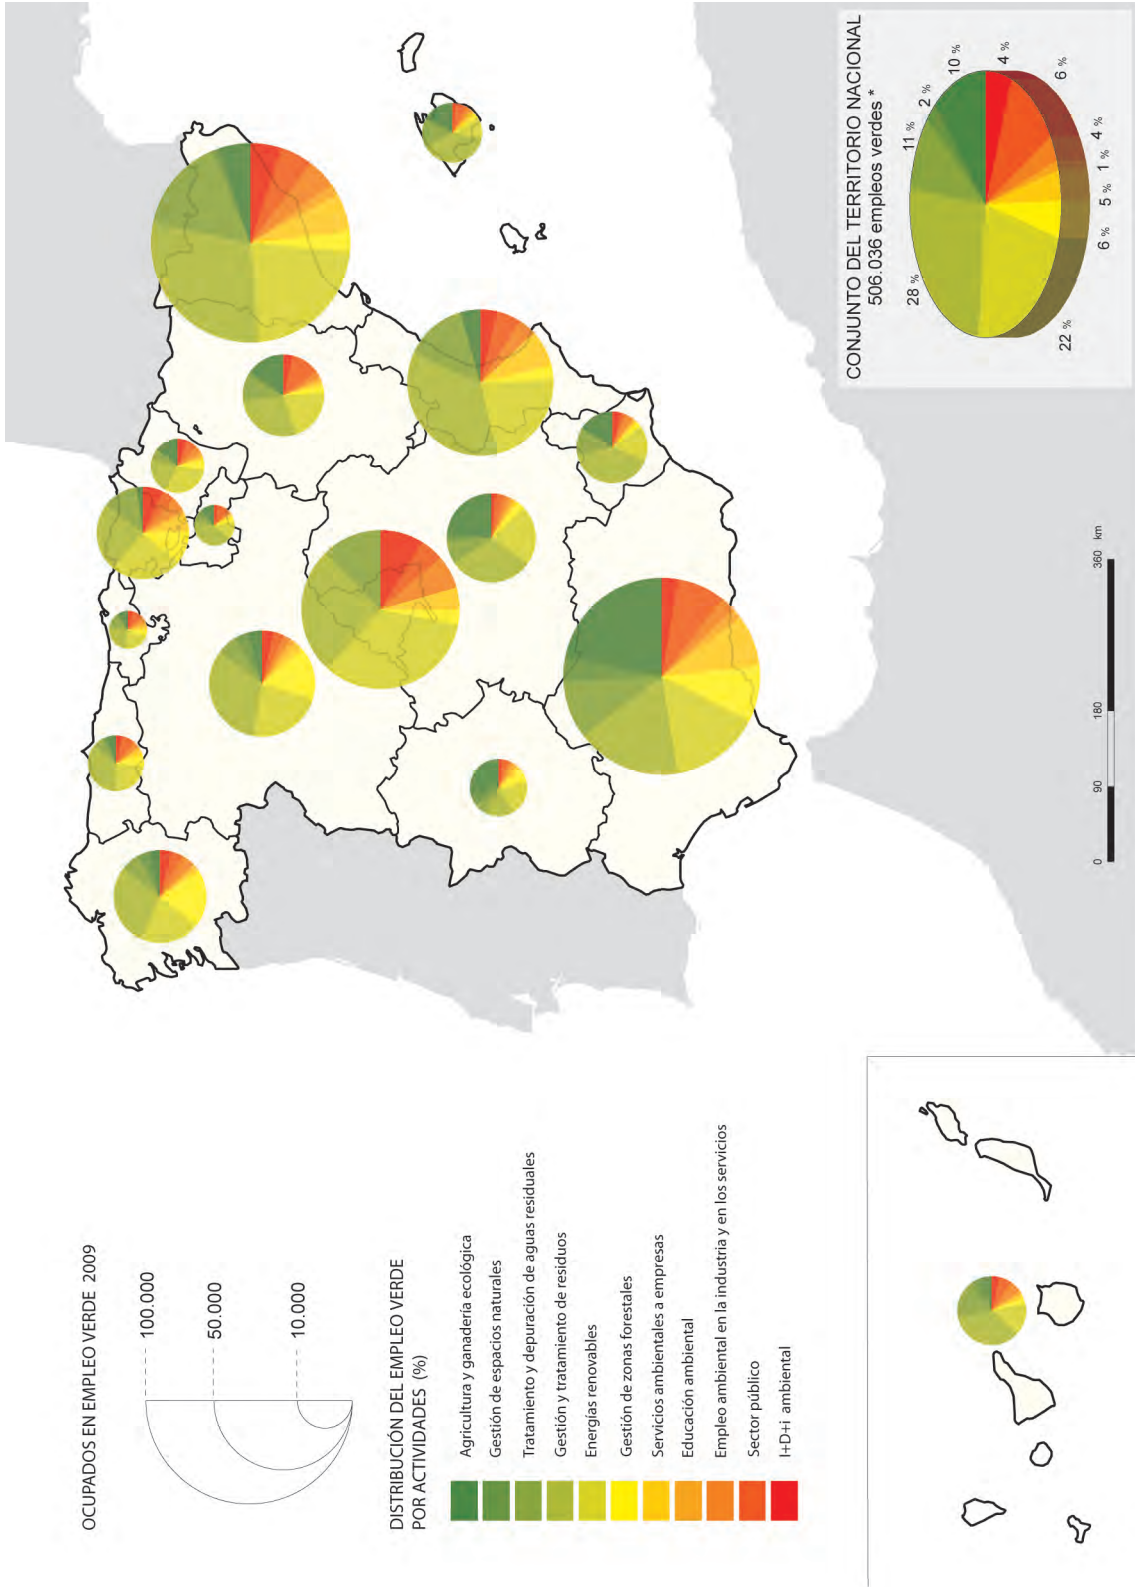 OCUPADOS EN EMPLEO VERDE 2009
100.000
50.000
10.000
DISTRIBUCIÓN DEL EMPLEO VERDE
POR ACTIVIDADES (%)
Agricultura y ganadería ecológica
Gestión de espacios naturales
Tratamiento y depuración de aguas residuales
Gestión y tratamiento de residuos
Energías renovables
Gestión de zonas forestales
Servicios ambientales a empresas
Educación ambiental
Empleo ambiental en la industria y en los servicios
Sector público
I+D+i ambiental
0 90 180 360 km
CONJUNTO DEL TERRITORIO NACIONAL
506.036 empleos verdes *
28 %
11 %
2 %
10 %
4 %
6 %
4 %
1 %
5 %
6 %
22 %